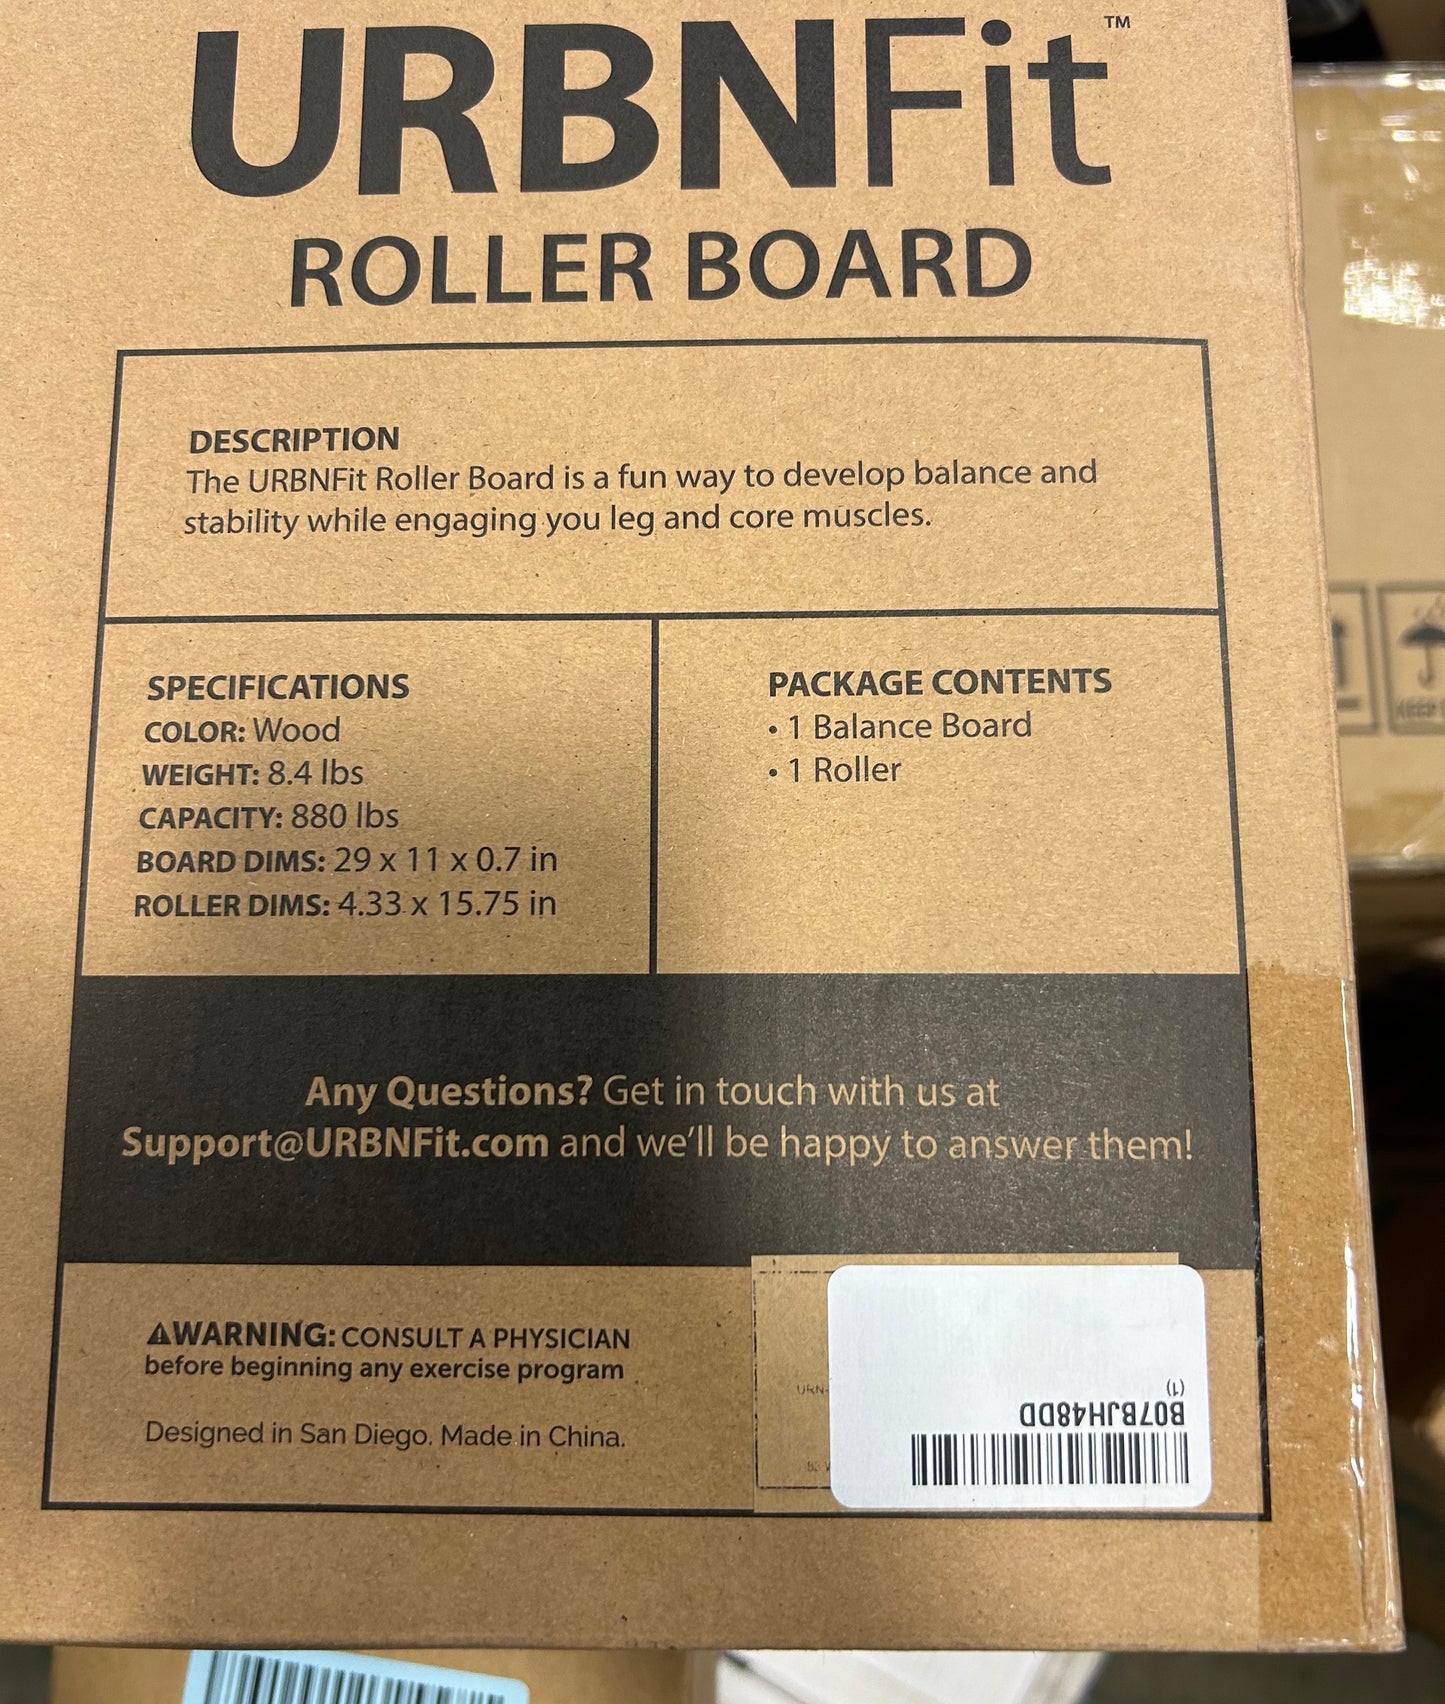 URBNFit™
ROLLER BOARD
DESCRIPTION
The URBNFit Roller Board is a fun way to develop balance and
stability while engaging you leg and core muscles.
SPECIFICATIONS
COLOR: Wood
WEIGHT: 8.4 lbs
CAPACITY: 880 lbs
BOARD DIMS: 29 x 11 x 0.7 in
ROLLER DIMS: 4.33 x 15.75 in
PACKAGE CONTENTS
• 1 Balance Board
• 1 Roller
Any Questions? Get in touch with us at
Support@URBNFit.com and we'll be happy to answer them!
⚠WARNING: CONSULT A PHYSICIAN
before beginning any exercise program
Designed in San Diego. Made in China.
URN-
B07BJH48DD
(1)
KEEP